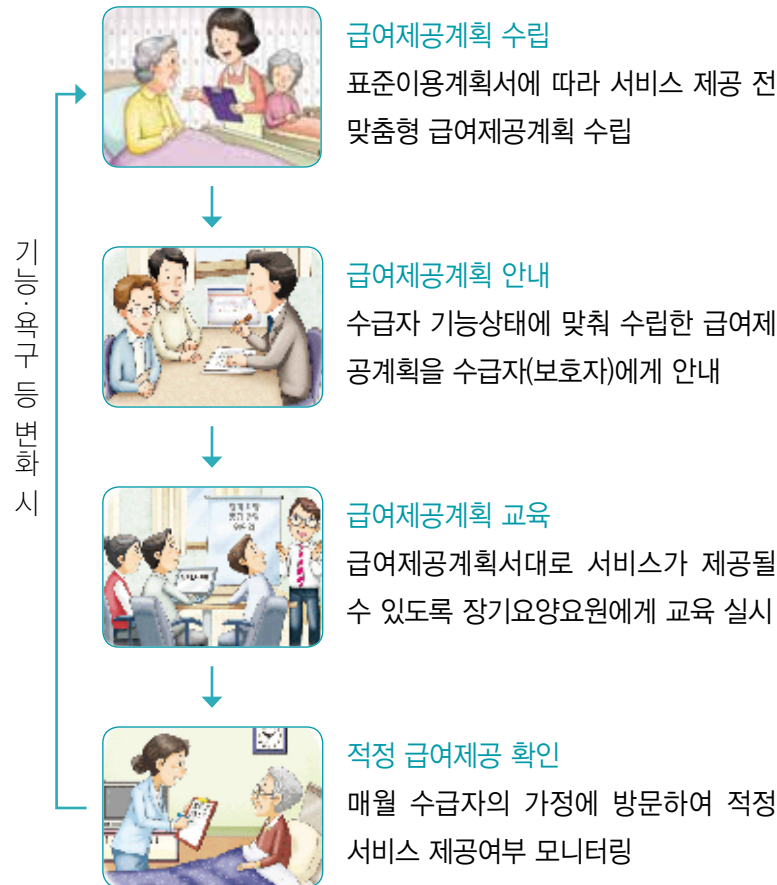 급여제공계획 수립
표준이용계획서에 따라 서비스 제공 전
맞춤형 급여제공계획 수립
기능·욕구 등 변화 시
급여제공계획 안내
수급자 기능상태에 맞춰 수립한 급여제
공계획을 수급자(보호자)에게 안내
급여제공계획 교육
급여제공계획서대로 서비스가 제공될
수 있도록 장기요양요원에게 교육 실시
적정 급여제공 확인
매월 수급자의 가정에 방문하여 적정
서비스 제공여부 모니터링